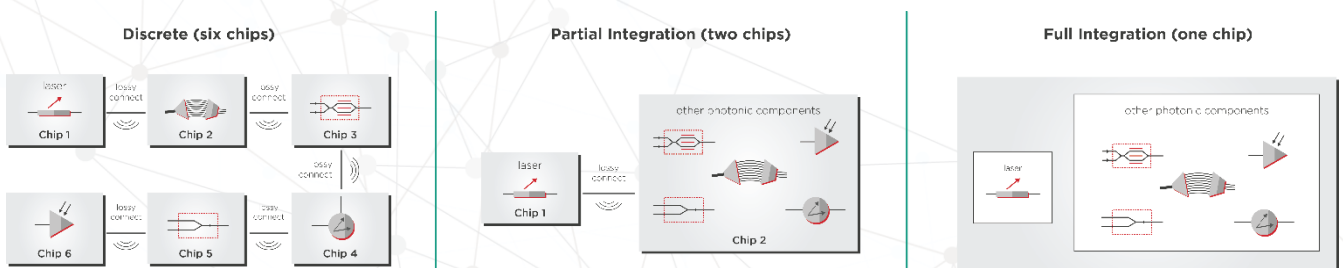 Discrete (six chips)
laser
Chip 1
lossy
connect
Chip 2
lossy
connect
Chip 3
lossy
connect
Chip 6
lossy
connect
Chip 5
lossy
connect
Chip 4
Partial Integration (two chips)
laser
Chip 1
lossy
connect
other photonic components
Chip 2
Full Integration (one chip)
laser
other photonic components